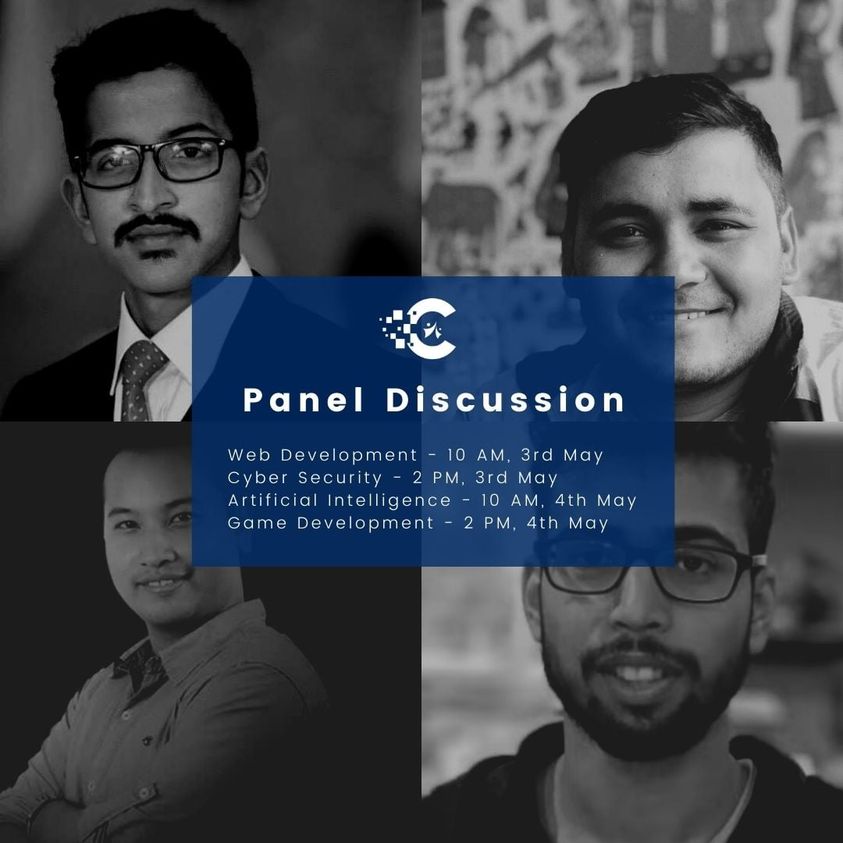 Panel Discussion
Web Development - 10 AM, 3rd May
Cyber Security - 2 PM, 3rd May
Artificial Intelligence - 10 AM, 4th May
Game Development - 2 PM, 4th May